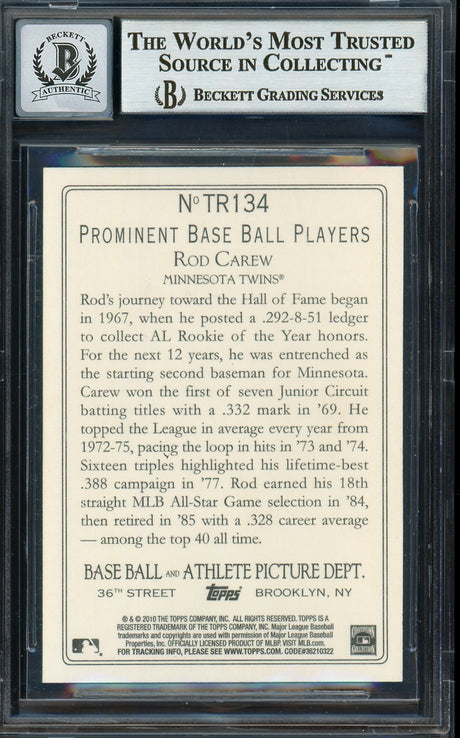 BECKETT
B
AUTHENTIC
THE WORLD'S MOST TRUSTED
SOURCE IN COLLECTING™
B BECKETT GRADING SERVICES
Nº TR134
PROMINENT BASE BALL PLAYERS
ROD CAREW
MINNESOTA TWINS®
Rod's journey toward the Hall of Fame began
in 1967, when he posted a .292-8-51 ledger
to collect AL Rookie of the Year honors.
For the next 12 years, he was entrenched as
the starting second baseman for Minnesota.
Carew won the first of seven Junior Circuit
batting titles with a .332 mark in '69. He
topped the League in average every year from
1972-75, pacing the loop in hits in '73 and '74.
Sixteen triples highlighted his lifetime-best
.388 campaign in '77. Rod earned his 18th
straight MLB All-Star Game selection in '84,
then retired in '85 with a .328 career average
— among the top 40 all time.
BASE BALL AND ATHLETE PICTURE DEPT.
36TH STREET Topps BROOKLYN, NY
® & © 2010 THE TOPPS COMPANY, INC. ALL RIGHTS RESERVED. TOPPS IS A
REGISTERED TRADEMARK OF THE TOPPS COMPANY, INC. Major League Baseball
trademarks and copyrights are used with permission of Major League Baseball
Properties, Inc. OFFICIALLY LICENSED PRODUCT OF MLBP VISIT MLB.com.
FOR TRACKING INFO, PLEASE SEE WWW.TOPPS.COM. CODE#36210322